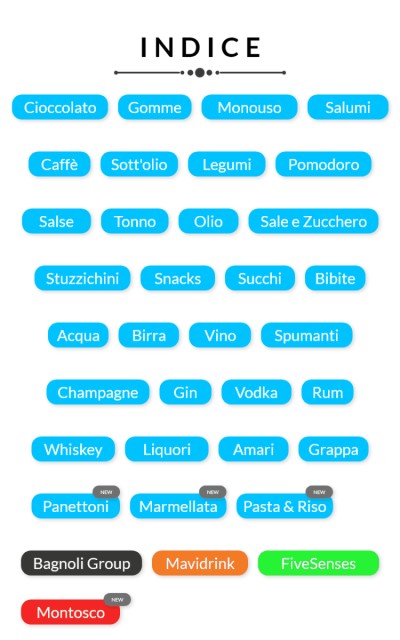 INDICE
Cioccolato Gomme Monouso Salumi
Caffè Sott'olio Legumi Pomodoro
Salse Tonno Olio Sale e Zucchero
Stuzzichini Snacks Succhi Bibite
Acqua Birra Vino Spumanti
Champagne Gin Vodka Rum
Whiskey Liquori Amari Grappa
NEW NEW NEW
Panettoni Marmellata Pasta & Riso
Bagnoli Group Mavidrink FiveSenses
NEW
Montosco